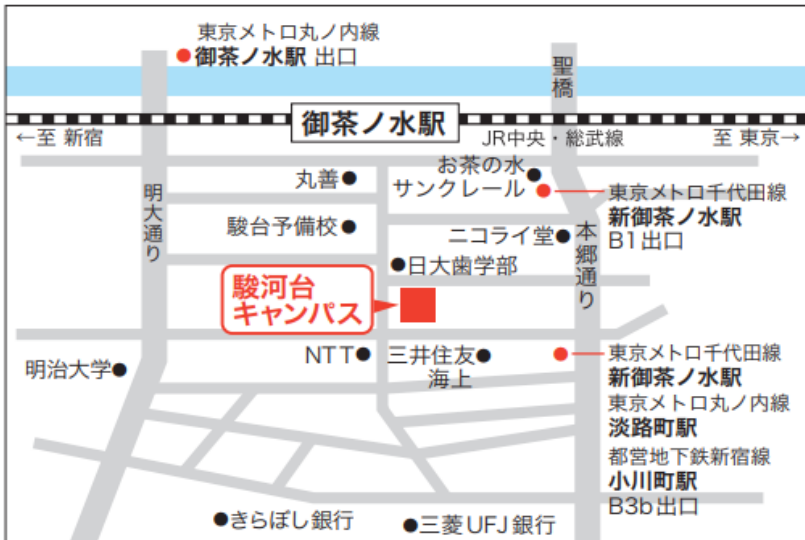 東京メトロ丸ノ内線
御茶ノ水駅 出口
聖橋
御茶ノ水駅
←至 新宿
JR中央・総武線
至 東京→
明大通り
丸善
お茶の水
サンクレール
東京メトロ千代田線
新御茶ノ水駅
B1出口
駿台予備校
ニコライ堂
本郷通り
日大歯学部
駿河台
キャンパス
明治大学
NTT
三井住友
海上
東京メトロ千代田線
新御茶ノ水駅
東京メトロ丸ノ内線
淡路町駅
都営地下鉄新宿線
小川町駅
B3b出口
きらぼし銀行
三菱UFJ銀行